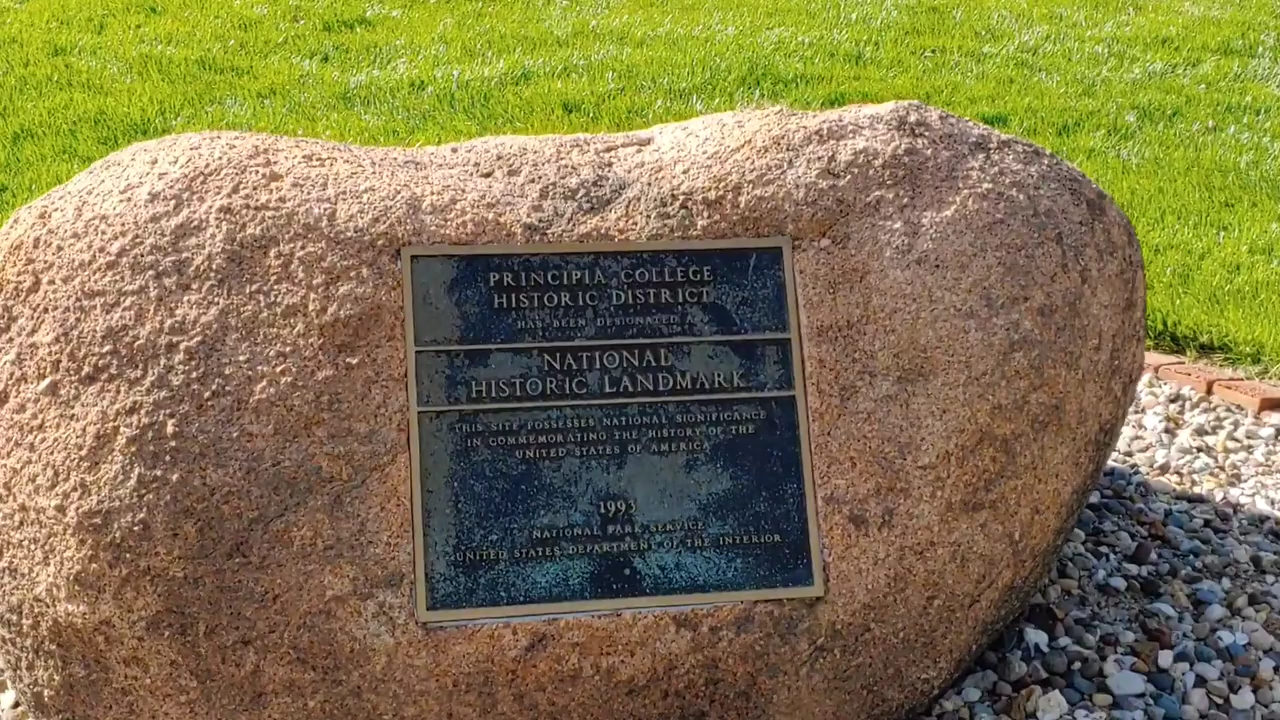 PRINCIPIA COLLEGE
HISTORIC DISTRICT
HAS BEEN DESIGNATED A
NATIONAL
HISTORIC LANDMARK
THIS SITE POSSESSES NATIONAL SIGNIFICANCE
IN COMMEMORATING THE HISTORY OF THE
UNITED STATES OF AMERICA
1993
NATIONAL PARK SERVICE
UNITED STATES DEPARTMENT OF THE INTERIOR